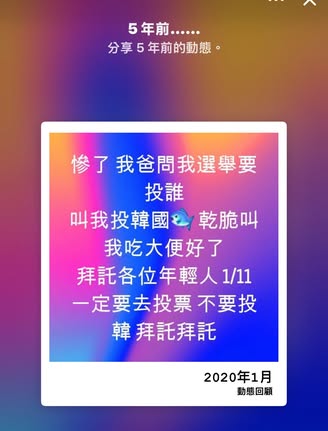 5年前……
分享 5 年前的動態。
慘了 我爸問我選舉要
投誰
叫我投韓國🐟 乾脆叫
我吃大便好了
拜託各位年輕人 1/11
一定要去投票 不要投
韓 拜託拜託
2020年1月
動態回顧